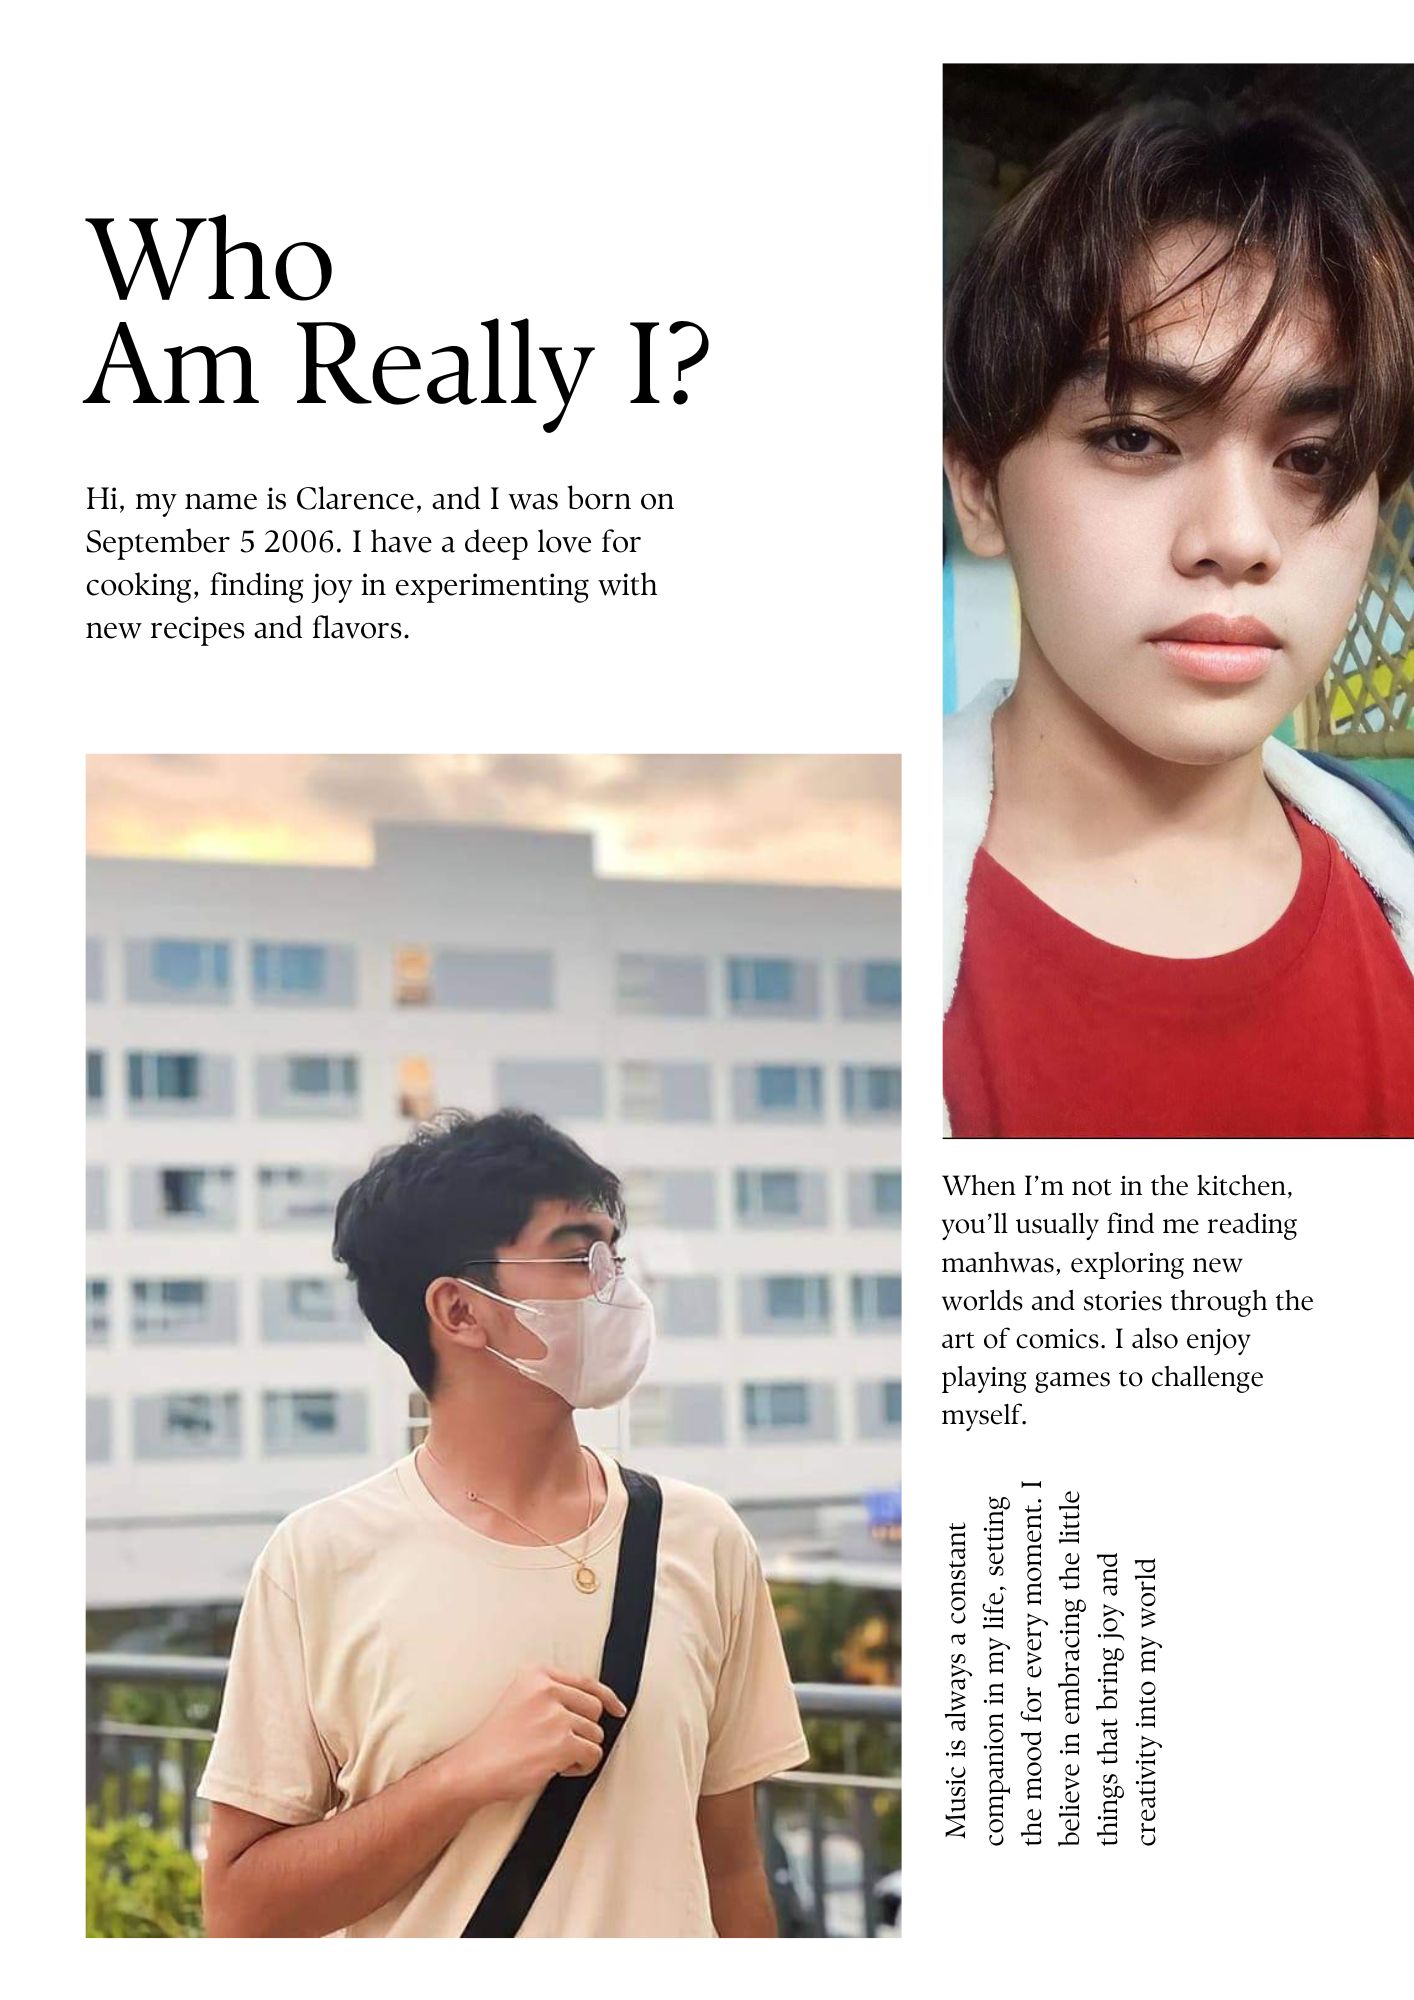 Who
Am Really I?
Hi, my name is Clarence, and I was born on
September 5 2006. I have a deep love for
cooking, finding joy in experimenting with
new recipes and flavors.
When I’m not in the kitchen,
you’ll usually find me reading
manhwas, exploring new
worlds and stories through the
art of comics. I also enjoy
playing games to challenge
myself.
Music is always a constant
companion in my life, setting
the mood for every moment. I
believe in embracing the little
things that bring joy and
creativity into my world